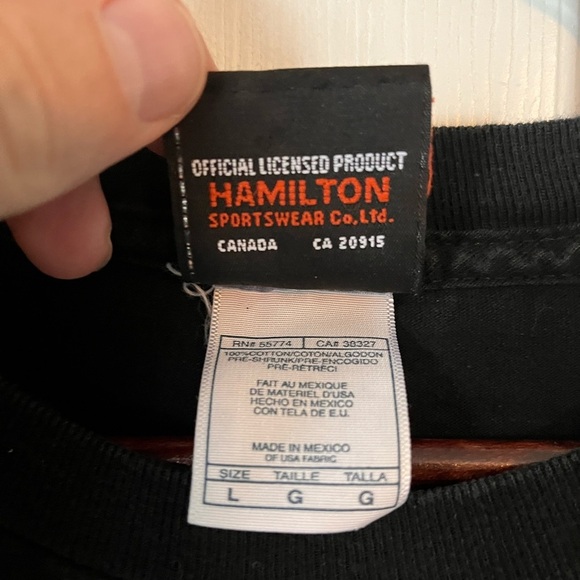 OFFICIAL LICENSED PRODUCT
HAMILTON
SPORTSWEAR Co,Ltd.
CANADA CA 20915
RN# 55774 CA# 38327
100%COTTON/COTON/ALGODON
PRE-SHRUNK/PRE-ENCOGIDO
PRE-RÉTRÉCI
FAIT AU MEXIQUE
DE MATERIEL D'USA
HECHO EN MEXICO
CON TELA DE E.U.
MADE IN MEXICO
OF USA FABRIC
SIZE TAILLE TALLA
L G G